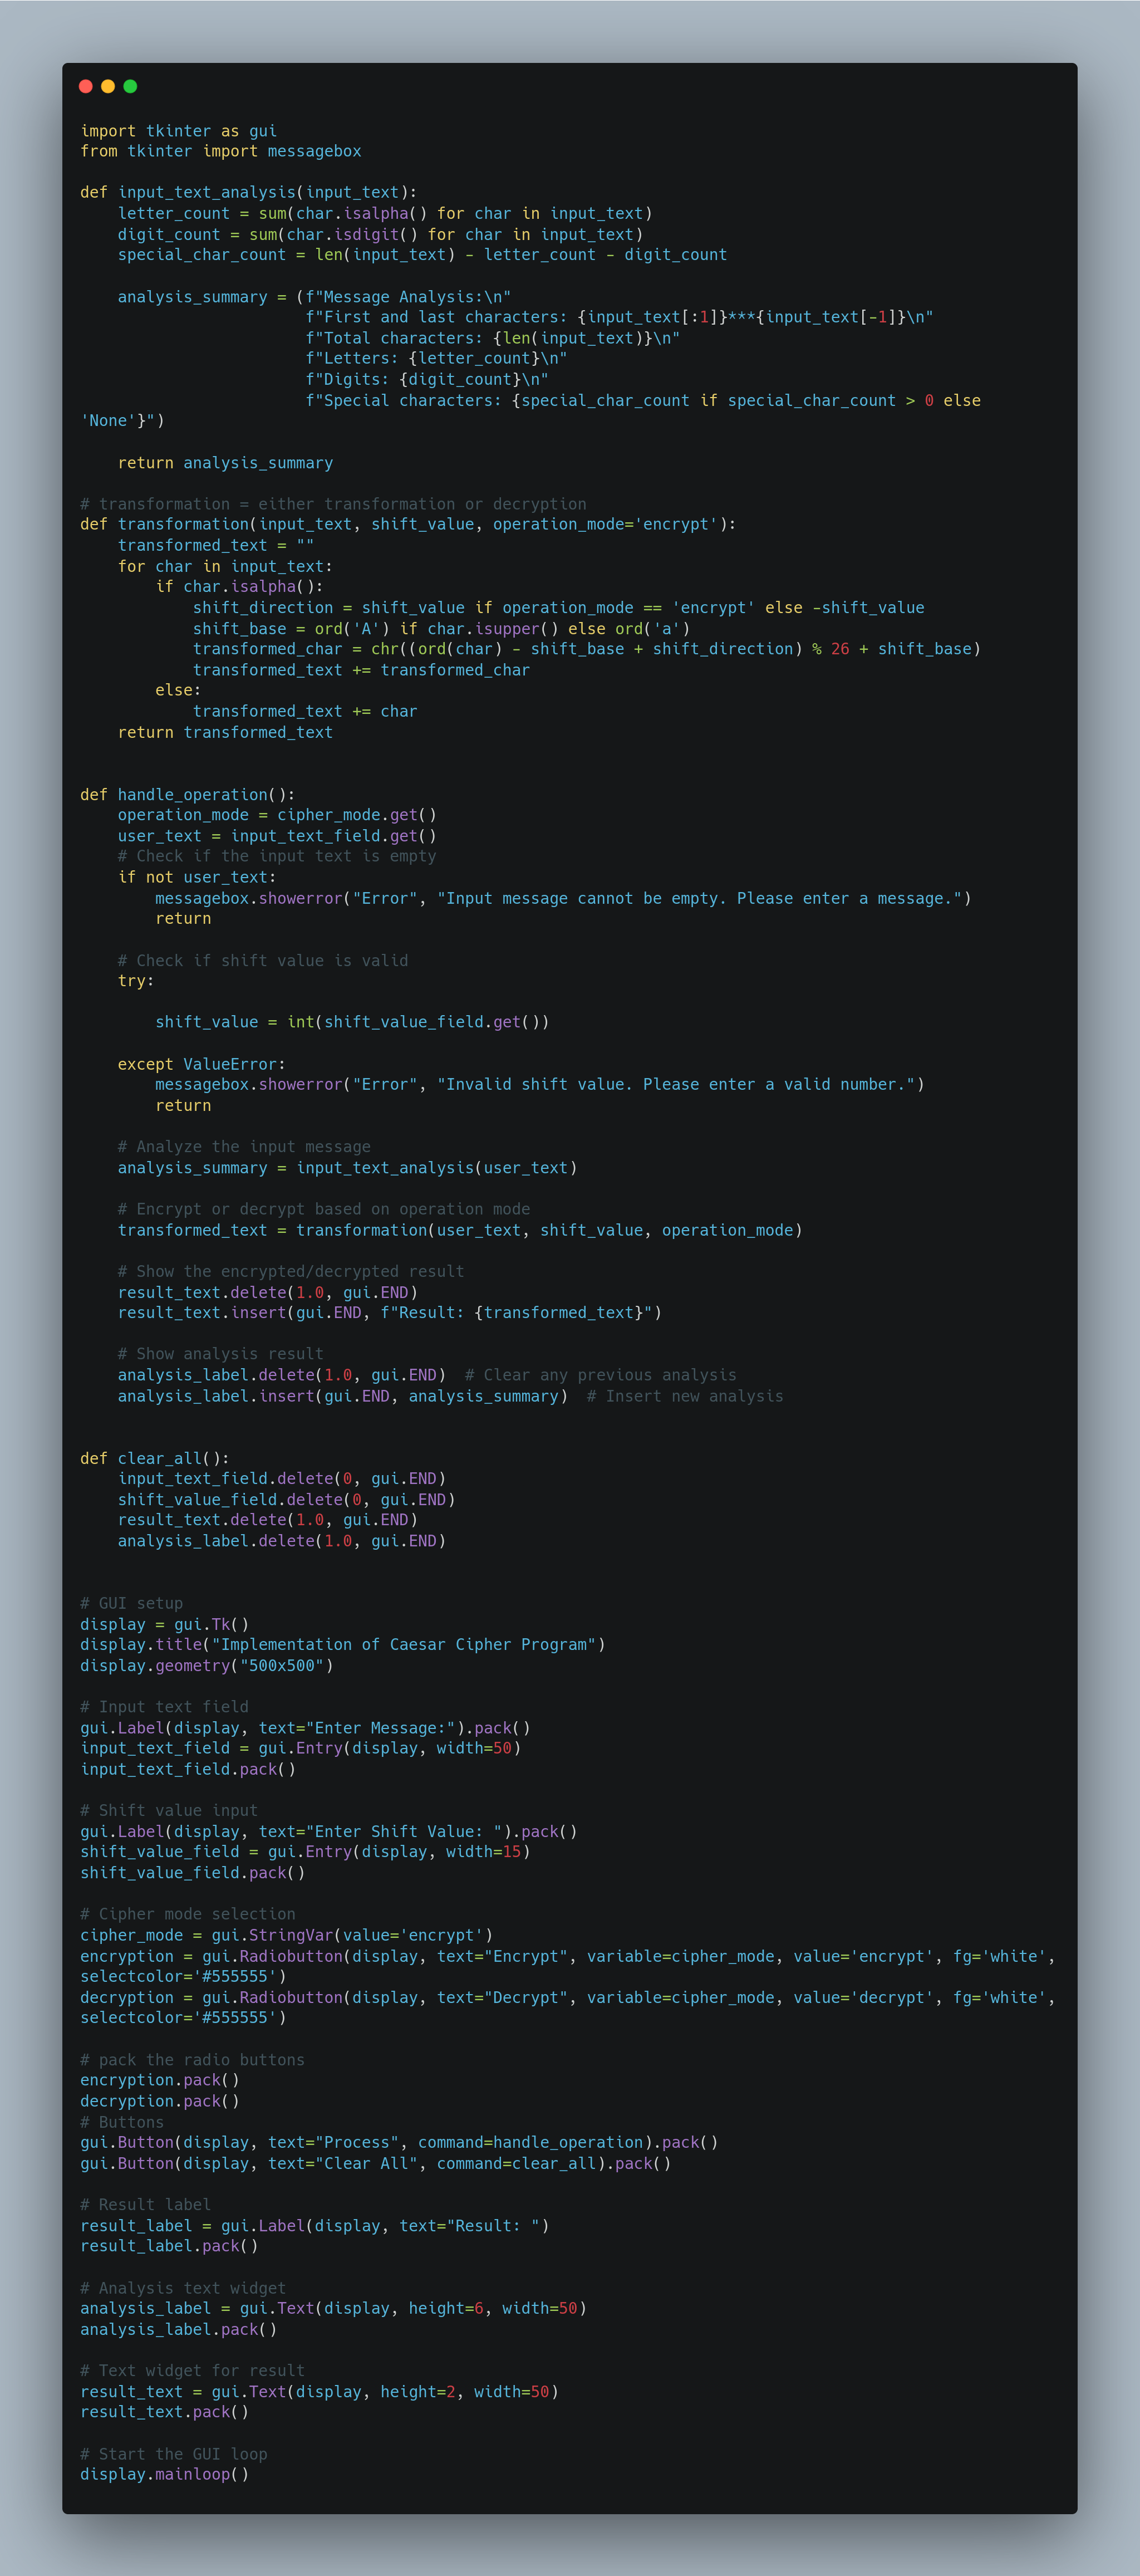 import tkinter as gui
from tkinter import messagebox

def input_text_analysis(input_text):
    letter_count = sum(char.isalpha() for char in input_text)
    digit_count = sum(char.isdigit() for char in input_text)
    special_char_count = len(input_text) - letter_count - digit_count

    analysis_summary = (f"Message Analysis:\n"
                        f"First and last characters: {input_text[:1]}***{input_text[-1]}\n"
                        f"Total characters: {len(input_text)}\n"
                        f"Letters: {letter_count}\n"
                        f"Digits: {digit_count}\n"
                        f"Special characters: {special_char_count if special_char_count > 0 else
'None'}")

    return analysis_summary

# transformation = either transformation or decryption
def transformation(input_text, shift_value, operation_mode='encrypt'):
    transformed_text = ""
    for char in input_text:
        if char.isalpha():
            shift_direction = shift_value if operation_mode == 'encrypt' else -shift_value
            shift_base = ord('A') if char.isupper() else ord('a')
            transformed_char = chr((ord(char) - shift_base + shift_direction) % 26 + shift_base)
            transformed_text += transformed_char
        else:
            transformed_text += char
    return transformed_text


def handle_operation():
    operation_mode = cipher_mode.get()
    user_text = input_text_field.get()
    # Check if the input text is empty
    if not user_text:
        messagebox.showerror("Error", "Input message cannot be empty. Please enter a message.")
        return

    # Check if shift value is valid
    try:

        shift_value = int(shift_value_field.get())

    except ValueError:
        messagebox.showerror("Error", "Invalid shift value. Please enter a valid number.")
        return

    # Analyze the input message
    analysis_summary = input_text_analysis(user_text)

    # Encrypt or decrypt based on operation mode
    transformed_text = transformation(user_text, shift_value, operation_mode)

    # Show the encrypted/decrypted result
    result_text.delete(1.0, gui.END)
    result_text.insert(gui.END, f"Result: {transformed_text}")

    # Show analysis result
    analysis_label.delete(1.0, gui.END)  # Clear any previous analysis
    analysis_label.insert(gui.END, analysis_summary)  # Insert new analysis


def clear_all():
    input_text_field.delete(0, gui.END)
    shift_value_field.delete(0, gui.END)
    result_text.delete(1.0, gui.END)
    analysis_label.delete(1.0, gui.END)


# GUI setup
display = gui.Tk()
display.title("Implementation of Caesar Cipher Program")
display.geometry("500x500")

# Input text field
gui.Label(display, text="Enter Message:").pack()
input_text_field = gui.Entry(display, width=50)
input_text_field.pack()

# Shift value input
gui.Label(display, text="Enter Shift Value: ").pack()
shift_value_field = gui.Entry(display, width=15)
shift_value_field.pack()

# Cipher mode selection
cipher_mode = gui.StringVar(value='encrypt')
encryption = gui.Radiobutton(display, text="Encrypt", variable=cipher_mode, value='encrypt', fg='white',
selectcolor='#555555')
decryption = gui.Radiobutton(display, text="Decrypt", variable=cipher_mode, value='decrypt', fg='white',
selectcolor='#555555')

# pack the radio buttons
encryption.pack()
decryption.pack()
# Buttons
gui.Button(display, text="Process", command=handle_operation).pack()
gui.Button(display, text="Clear All", command=clear_all).pack()

# Result label
result_label = gui.Label(display, text="Result: ")
result_label.pack()

# Analysis text widget
analysis_label = gui.Text(display, height=6, width=50)
analysis_label.pack()

# Text widget for result
result_text = gui.Text(display, height=2, width=50)
result_text.pack()

# Start the GUI loop
display.mainloop()